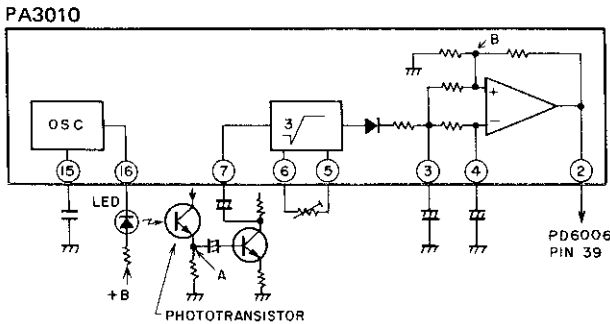 PA3010
B
OSC
3
+
−
15
16
7
6
5
3
4
2
LED
A
+B
PHOTOTRANSISTOR
PD6006
PIN 39